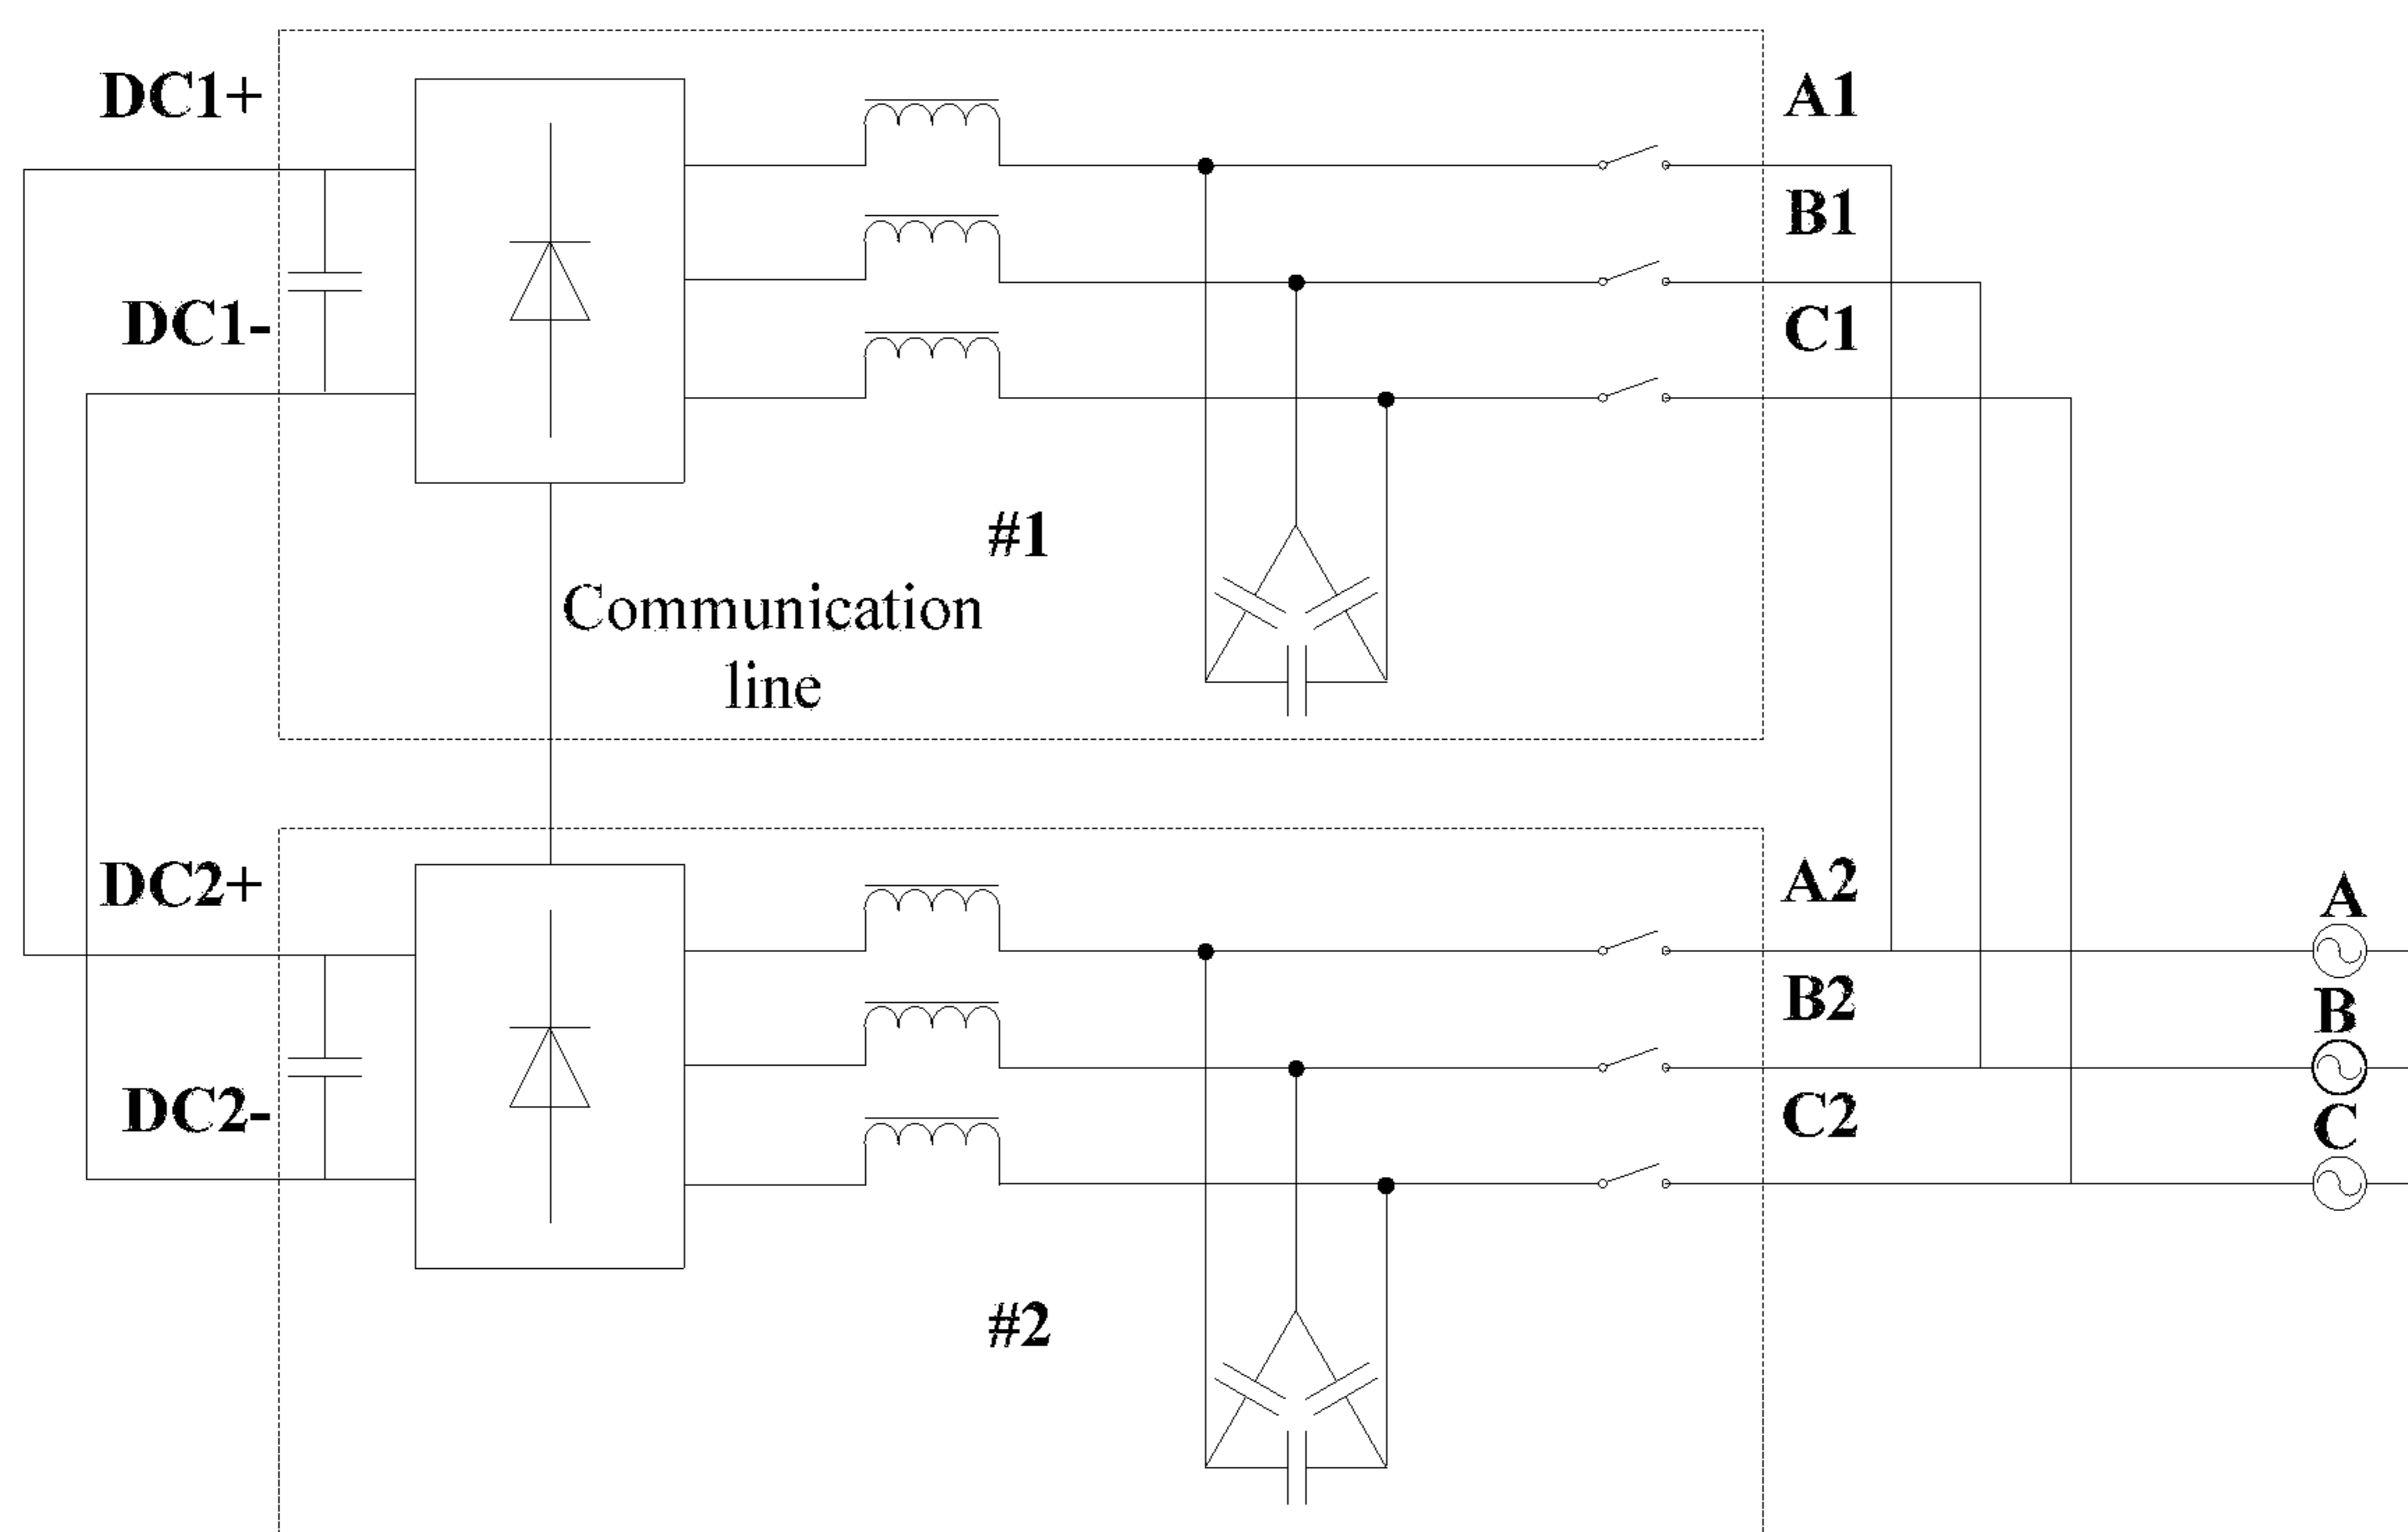 DC1+
A1
B1
DC1-
C1
#1
Communication
line
DC2+
A2
A
B2
B
DC2-
C2
C
#2